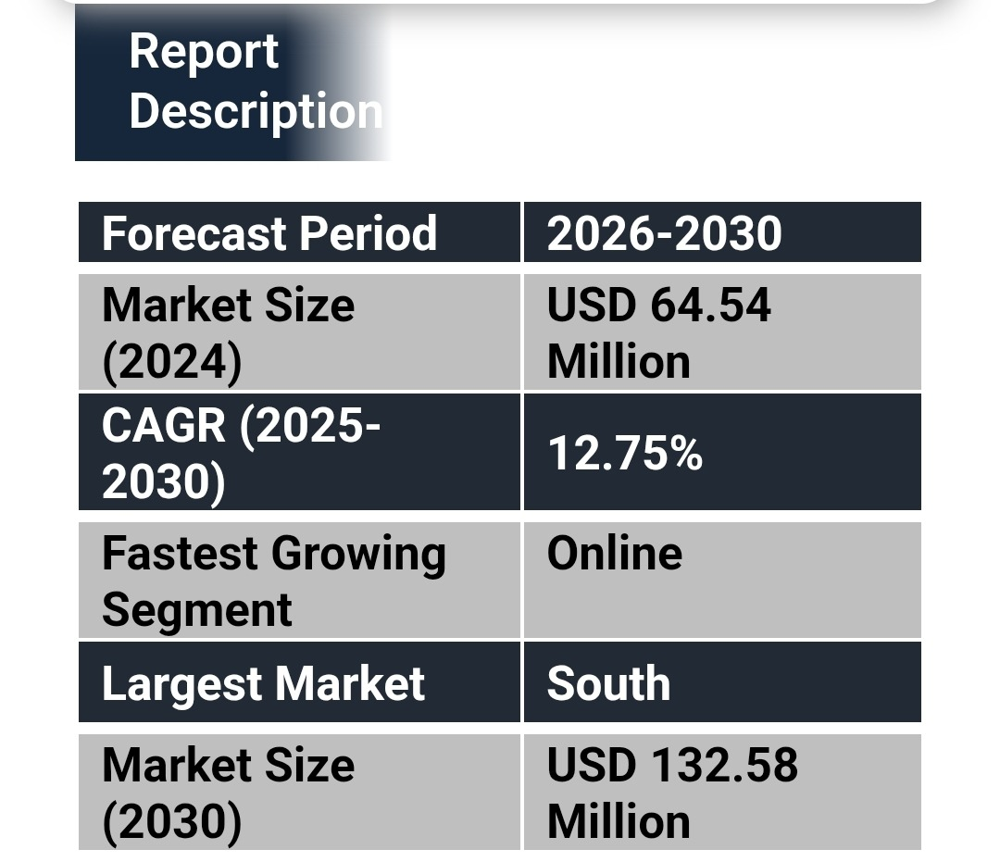 Report
Description
Forecast Period
2026-2030
Market Size
(2024)
USD 64.54
Million
CAGR (2025-
2030)
12.75%
Fastest Growing
Segment
Online
Largest Market
South
Market Size
(2030)
USD 132.58
Million